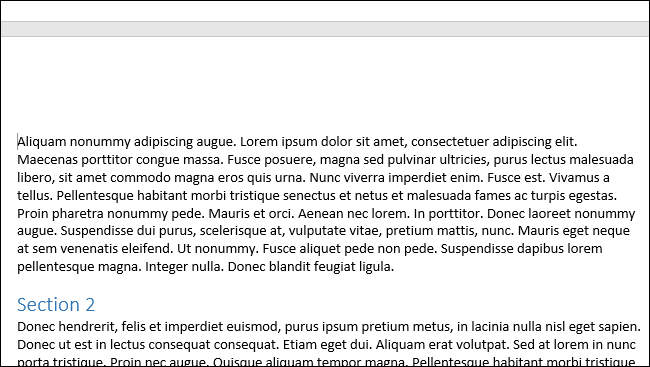 Aliquam nonummy adipiscing augue. Lorem ipsum dolor sit amet, consectetuer adipiscing elit.
Maecenas porttitor congue massa. Fusce posuere, magna sed pulvinar ultricies, purus lectus malesuada
libero, sit amet commodo magna eros quis urna. Nunc viverra imperdiet enim. Fusce est. Vivamus a
tellus. Pellentesque habitant morbi tristique senectus et netus et malesuada fames ac turpis egestas.
Proin pharetra nonummy pede. Mauris et orci. Aenean nec lorem. In porttitor. Donec laoreet nonummy
augue. Suspendisse dui purus, scelerisque at, vulputate vitae, pretium mattis, nunc. Mauris eget neque
at sem venenatis eleifend. Ut nonummy. Fusce aliquet pede non pede. Suspendisse dapibus lorem
pellentesque magna. Integer nulla. Donec blandit feugiat ligula.
Section 2
Donec hendrerit, felis et imperdiet euismod, purus ipsum pretium metus, in lacinia nulla nisl eget sapien.
Donec ut est in lectus consequat consequat. Etiam eget dui. Aliquam erat volutpat. Sed at lorem in nunc
porta tristique. Proin nec augue. Quisque aliquam tempor magna. Pellentesque habitant morbi tristique